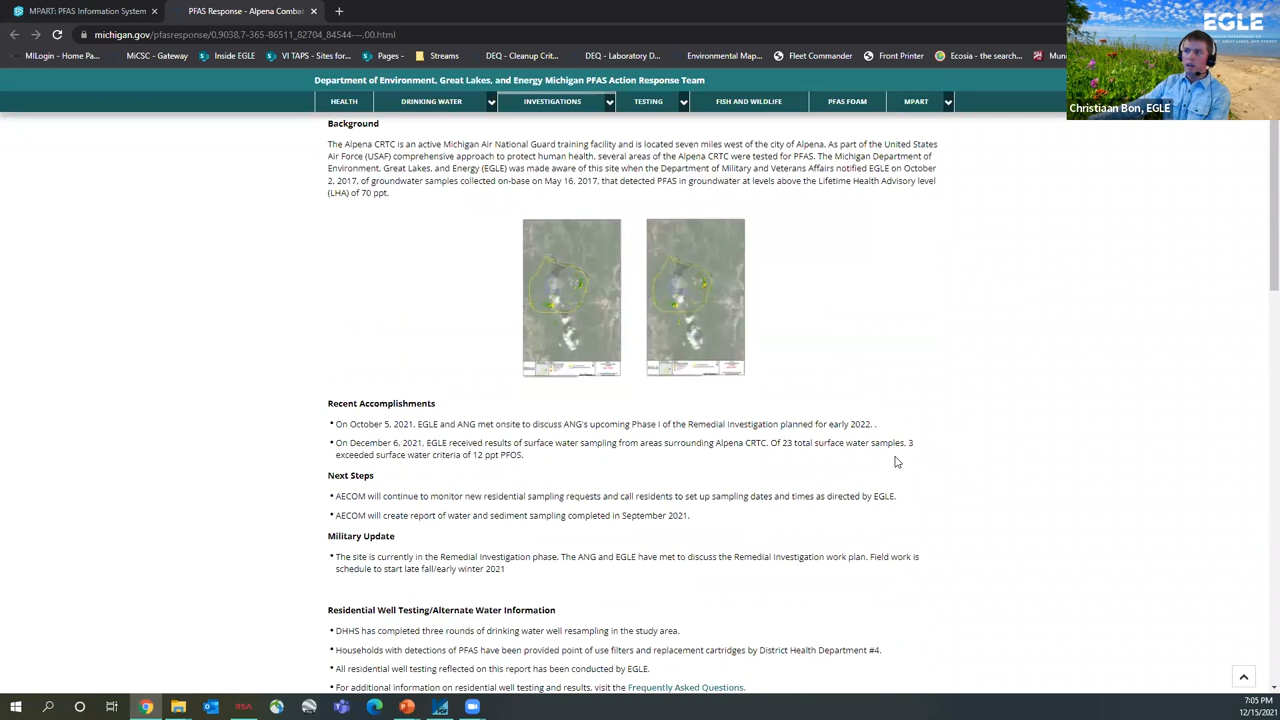 MPART: PFAS Information System
PFAS Response - Alpena Combat
michigan.gov/pfasresponse/0,9038,7-365-86511_82704_84544---,00.html
MILogin - Home
MiCSC - Gateway
VI TAPS - Gateway
Pages -
Streams
Inside EGLE
EGLE - Laboratory D...
Environmental Map...
Fleet Commander
Front Printer
Ecosia - the search...
EGLE
Christiaan Bon, EGLE
Department of Environment, Great Lakes, and Energy Michigan PFAS Action Response Team
HEALTH
DRINKING WATER
INVESTIGATIONS
TESTING
FISH AND WILDLIFE
PFAS FOAM
MPART
Background
The Alpena CRTC is an active Michigan Air National Guard training facility and is located seven miles west of the city of Alpena. As part of the United States
Air Force (USAF) comprehensive approach to protect human health, several areas of the Alpena CRTC were tested for PFAS. The Michigan Department of
Environment, Great Lakes, and Energy (EGLE) was made aware of this site when the Department of Military and Veterans Affairs notified EGLE on October
2, 2017, of groundwater samples collected on-base on May 16, 2017, that detected PFAS in groundwater at levels above the Lifetime Health Advisory level
(LHA) of 70 ppt.
Recent Accomplishments
• On October 5, 2021, EGLE and ANG met onsite to discuss ANG's upcoming Phase I of the Remedial Investigation planned for early 2022. .
• On December 6, 2021, EGLE received results of surface water sampling from areas surrounding Alpena CRTC. Of 23 total surface water samples, 3
exceeded surface water criteria of 12 ppt PFOS.
Next Steps
• AECOM will continue to monitor new residential sampling requests and call residents to set up sampling dates and times as directed by EGLE.
• AECOM will create report of water and sediment sampling completed in September 2021.
Military Update
• The site is currently in the Remedial Investigation phase. The ANG and EGLE have met to discuss the Remedial Investigation work plan. Field work is
schedule to start late fall/early winter 2021
Residential Well Testing/Alternate Water Information
• DHHS has completed three rounds of drinking water well resampling in the study area.
• Households with detections of PFAS have been provided point of use filters and replacement cartridges by District Health Department #4.
• All residential well testing reflected on this report has been conducted by EGLE.
• For additional information on residential well testing and results, visit the Frequently Asked Questions.
7:05 PM
12/15/2021